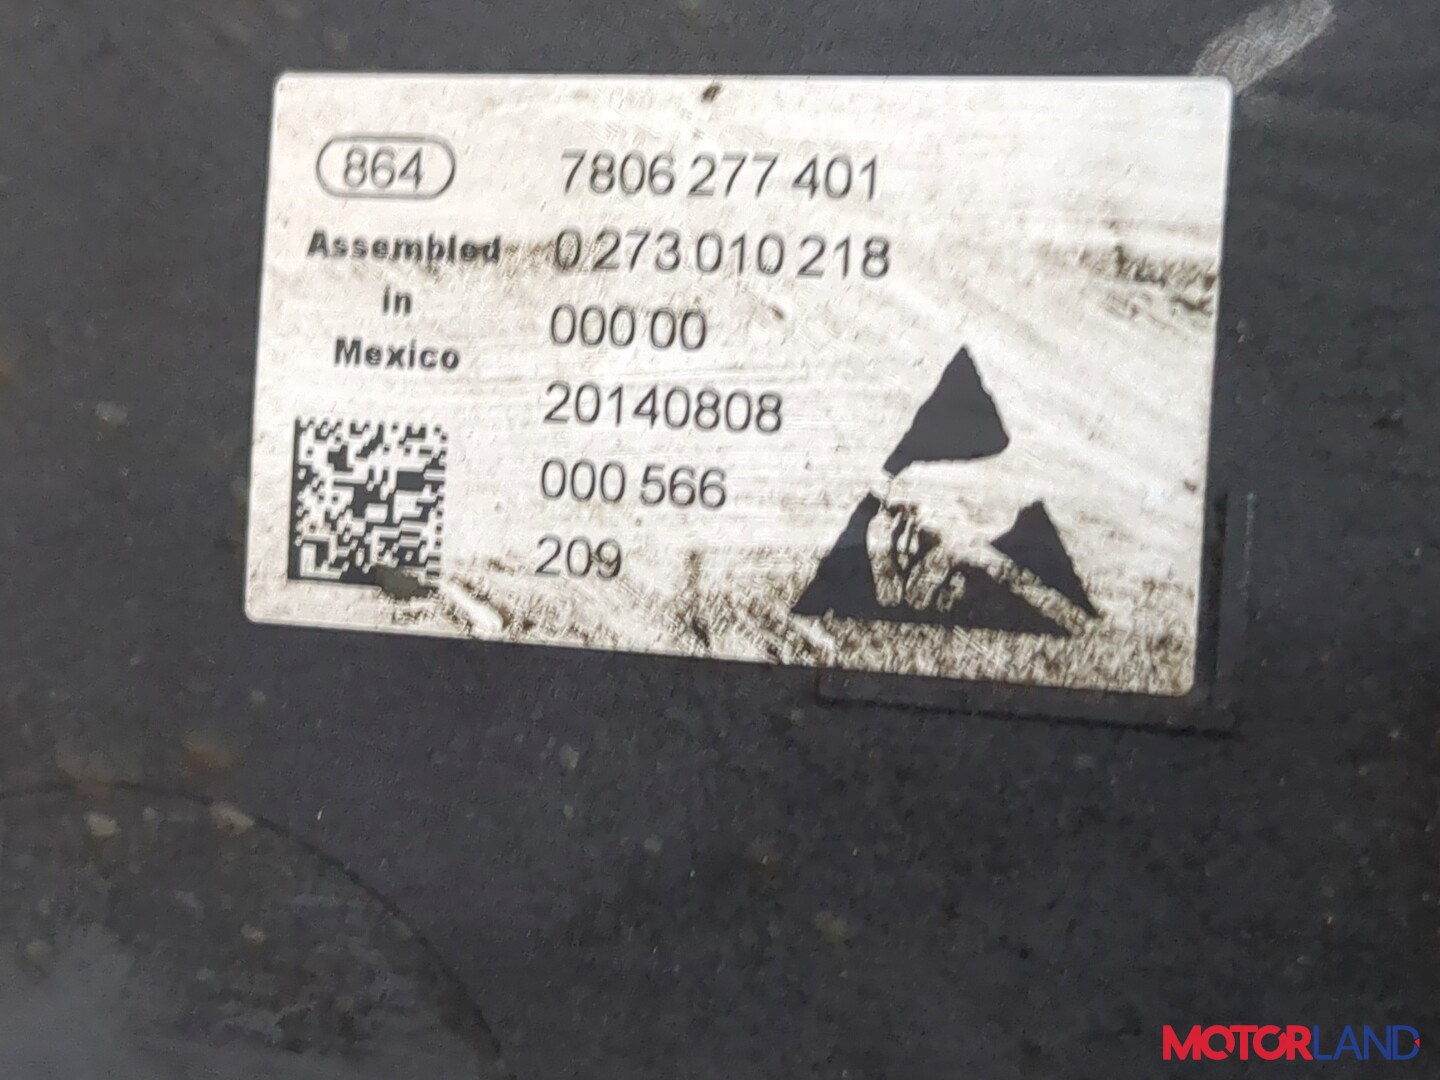 864 7806 277 401
Assembled 0 273 010 218
in 000 00
Mexico
20140808
000 566
209
MOTORLAND